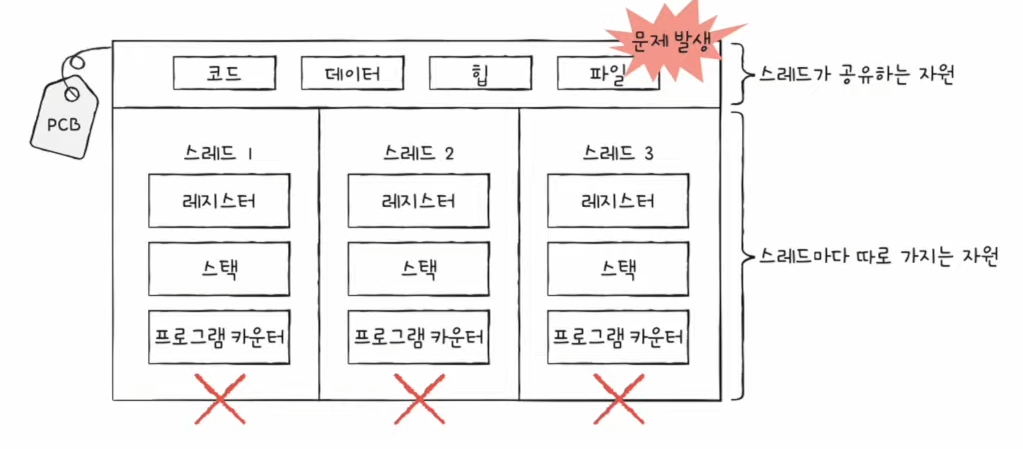 문제 발생
코드 데이터 힙 파일
스레드가 공유하는 자원
PCB
스레드 1 스레드 2 스레드 3
레지스터 레지스터 레지스터
스택 스택 스택
스레드마다 따로 가지는 자원
프로그램 카운터 프로그램 카운터 프로그램 카운터